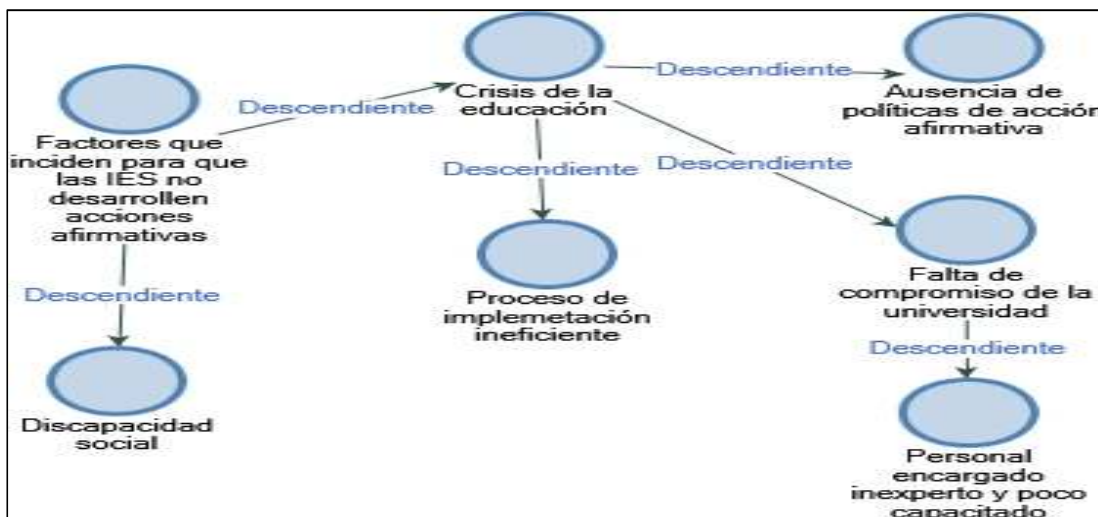 Descendiente
Crisis de la
educación
Descendiente
Ausencia de
políticas de acción
afirmativa
Factores que
inciden para que
las IES no
desarrollen
acciones
afirmativas
Descendiente
Descendiente
Descendiente
Proceso de
implemetación
ineficiente
Falta de
compromiso de la
universidad
Descendiente
Discapacidad
social
Personal
encargado
inexperto y poco
capacitado